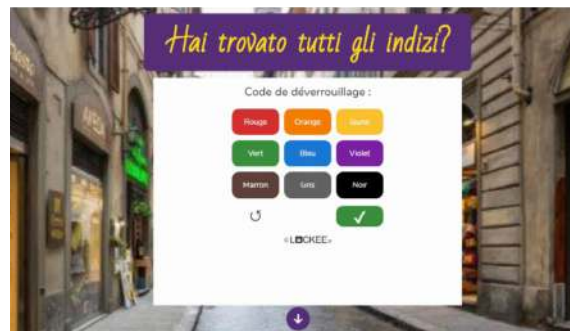 Hai trovato tutti gli indizi?
Code de déverrouillage :
Rouge Orange Jaune
Vert Bleu Violet
Marron Gris Noir
LOCKEE